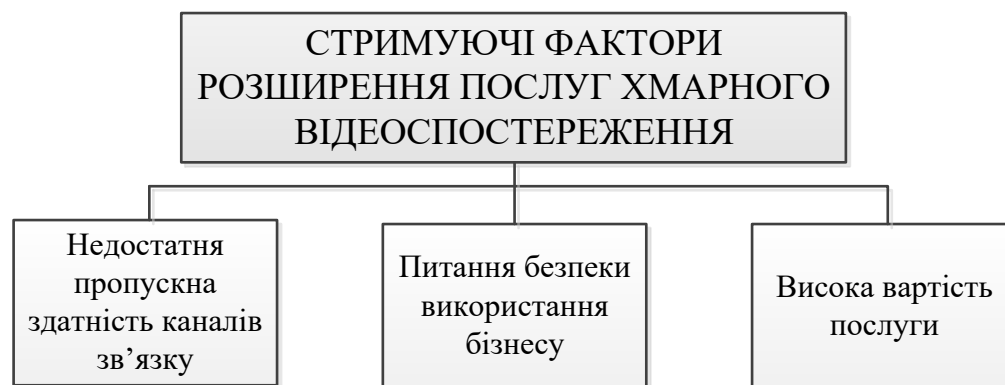 СТРИМУЮЧІ ФАКТОРИ
РОЗШИРЕННЯ ПОСЛУГ ХМАРНОГО
ВІДЕОСПОСТЕРЕЖЕННЯ
Недостатня
пропускна
здатність каналів
зв’язку
Питання безпеки
використання
бізнесу
Висока вартість
послуги